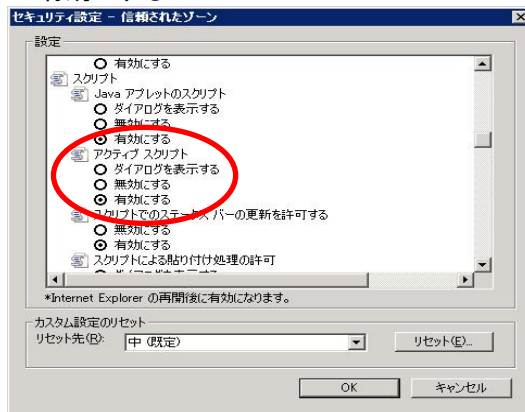 セキュリティ設定 - 信頼されたゾーン
設定
有効にする
スクリプト
Java アプレットのスクリプト
ダイアログを表示する
無効にする
有効にする
アクティブ スクリプト
ダイアログを表示する
無効にする
有効にする
スクリプトでのステータス バーの更新を許可する
無効にする
有効にする
スクリプトによる貼り付け処理の許可
*Internet Explorer の再開後に有効になります。
カスタム設定のリセット
リセット先(R): 中 (既定) リセット(E)...
OK キャンセル